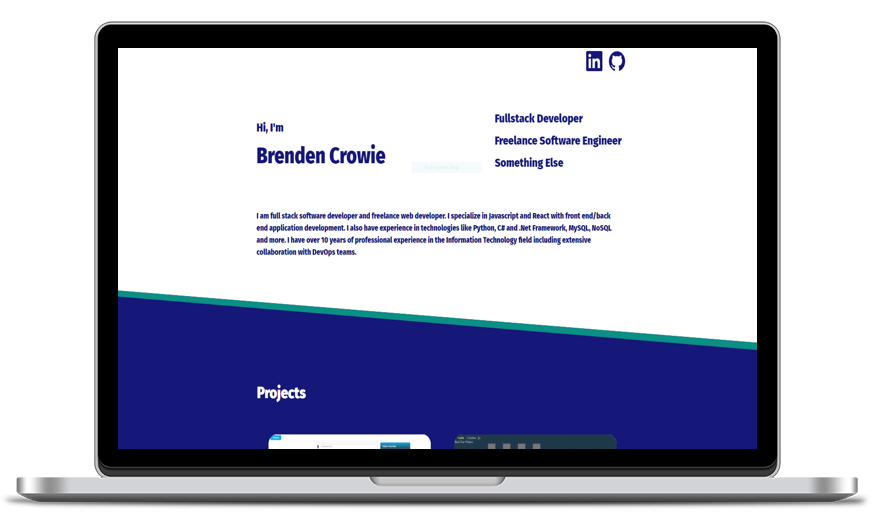 in
Hi, I'm
Brenden Crowie
Fullstack Developer
Freelance Software Engineer
Something Else
I am full stack software developer and freelance web developer. I specialize in Javascript and React with front end/back
end application development. I also have experience in technologies like Python, C# and .Net Framework, MySQL, NoSQL
and more. I have over 10 years of professional experience in the Information Technology field including extensive
collaboration with DevOps teams.
Projects